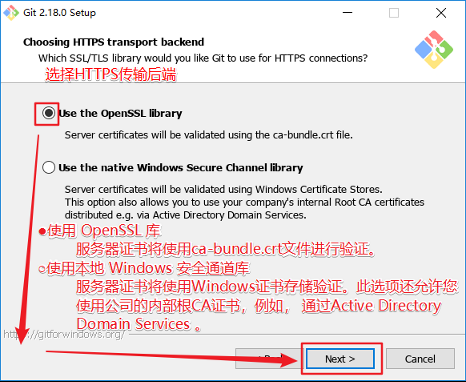 Git 2.18.0 Setup
Choosing HTTPS transport backend
Which SSL/TLS library would you like Git to use for HTTPS connections?
选择HTTPS传输后端
Use the OpenSSL library
Server certificates will be validated using the ca-bundle.crt file.
Use the native Windows Secure Channel library
Server certificates will be validated using Windows Certificate Stores.
This option also allows you to use your company's internal Root CA certificates
distributed e.g. via Active Directory Domain Services.
●使用 OpenSSL 库
服务器证书将使用ca-bundle.crt文件进行验证。
○使用本地 Windows 安全通道库
服务器证书将使用Windows证书存储验证。此选项还允许您
使用公司的内部根CA证书，例如， 通过Active Directory
Domain Services 。
https://gitforwindows.org/
Next >
Cancel